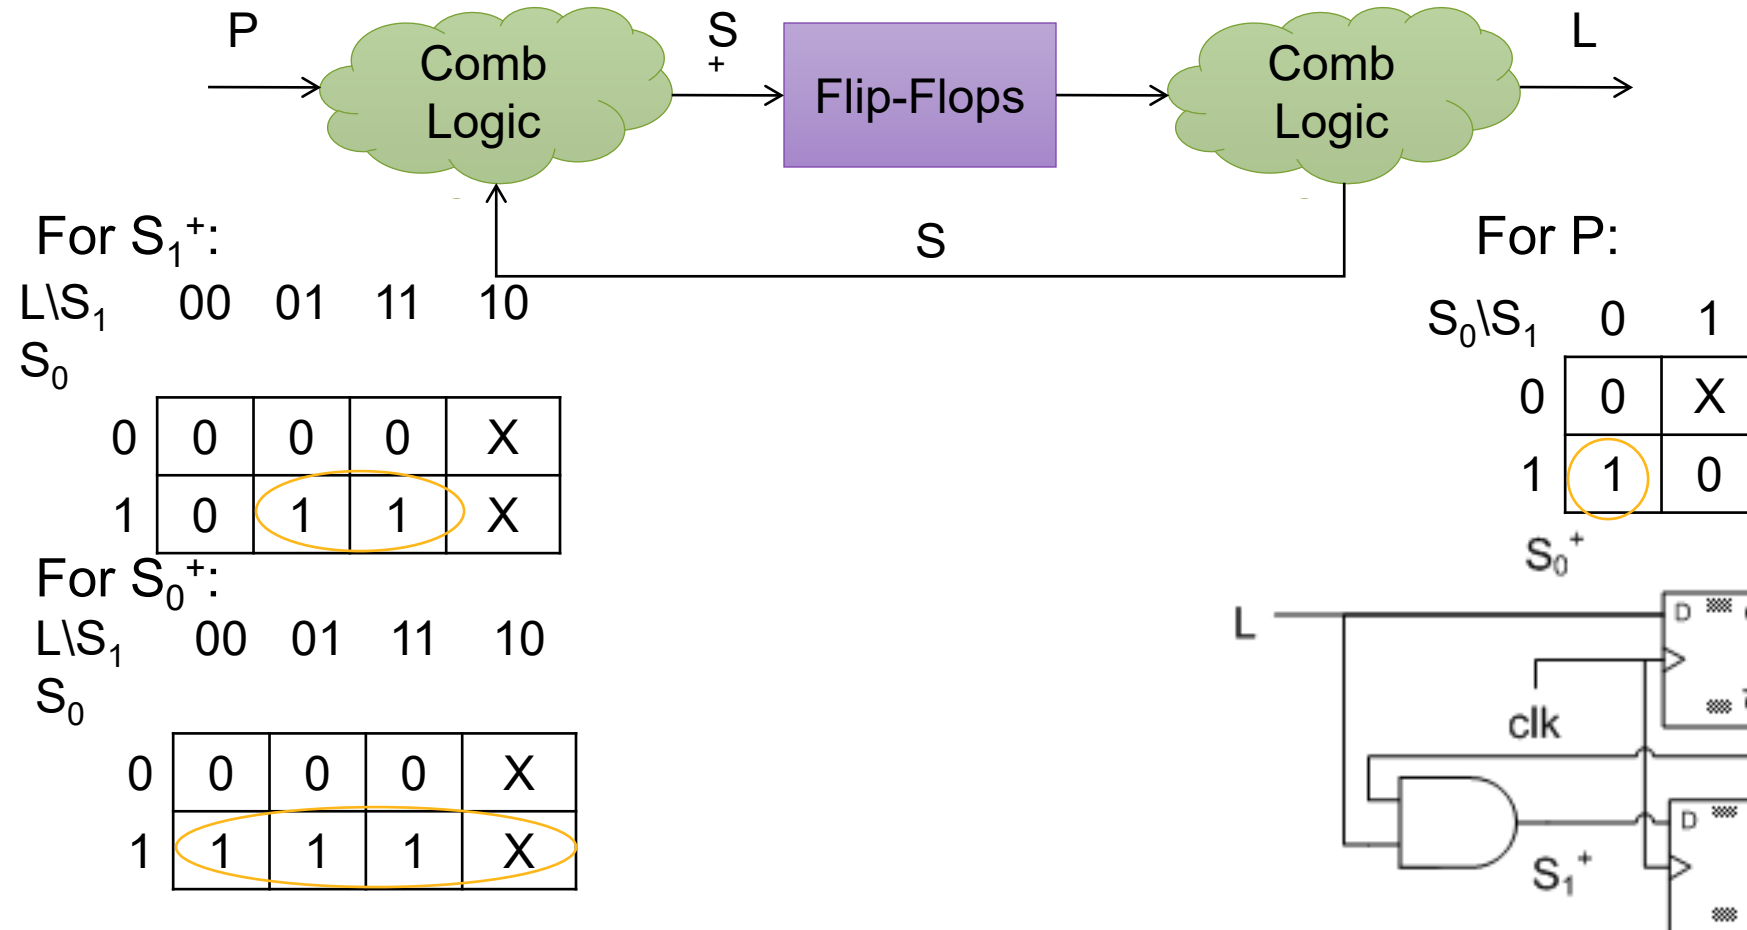 P
Comb
Logic
S
+
Flip-Flops
Comb
Logic
L
S
For S₁⁺:
L\S₁ 00 01 11 10
S₀
0 0 0 0 X
1 0 1 1 X
For S₀⁺:
L\S₁ 00 01 11 10
S₀
0 0 0 0 X
1 1 1 1 X
For P:
S₀\S₁ 0 1
0 0 X
1 1 0
S₀⁺
L
D
clk
D
S₁⁺